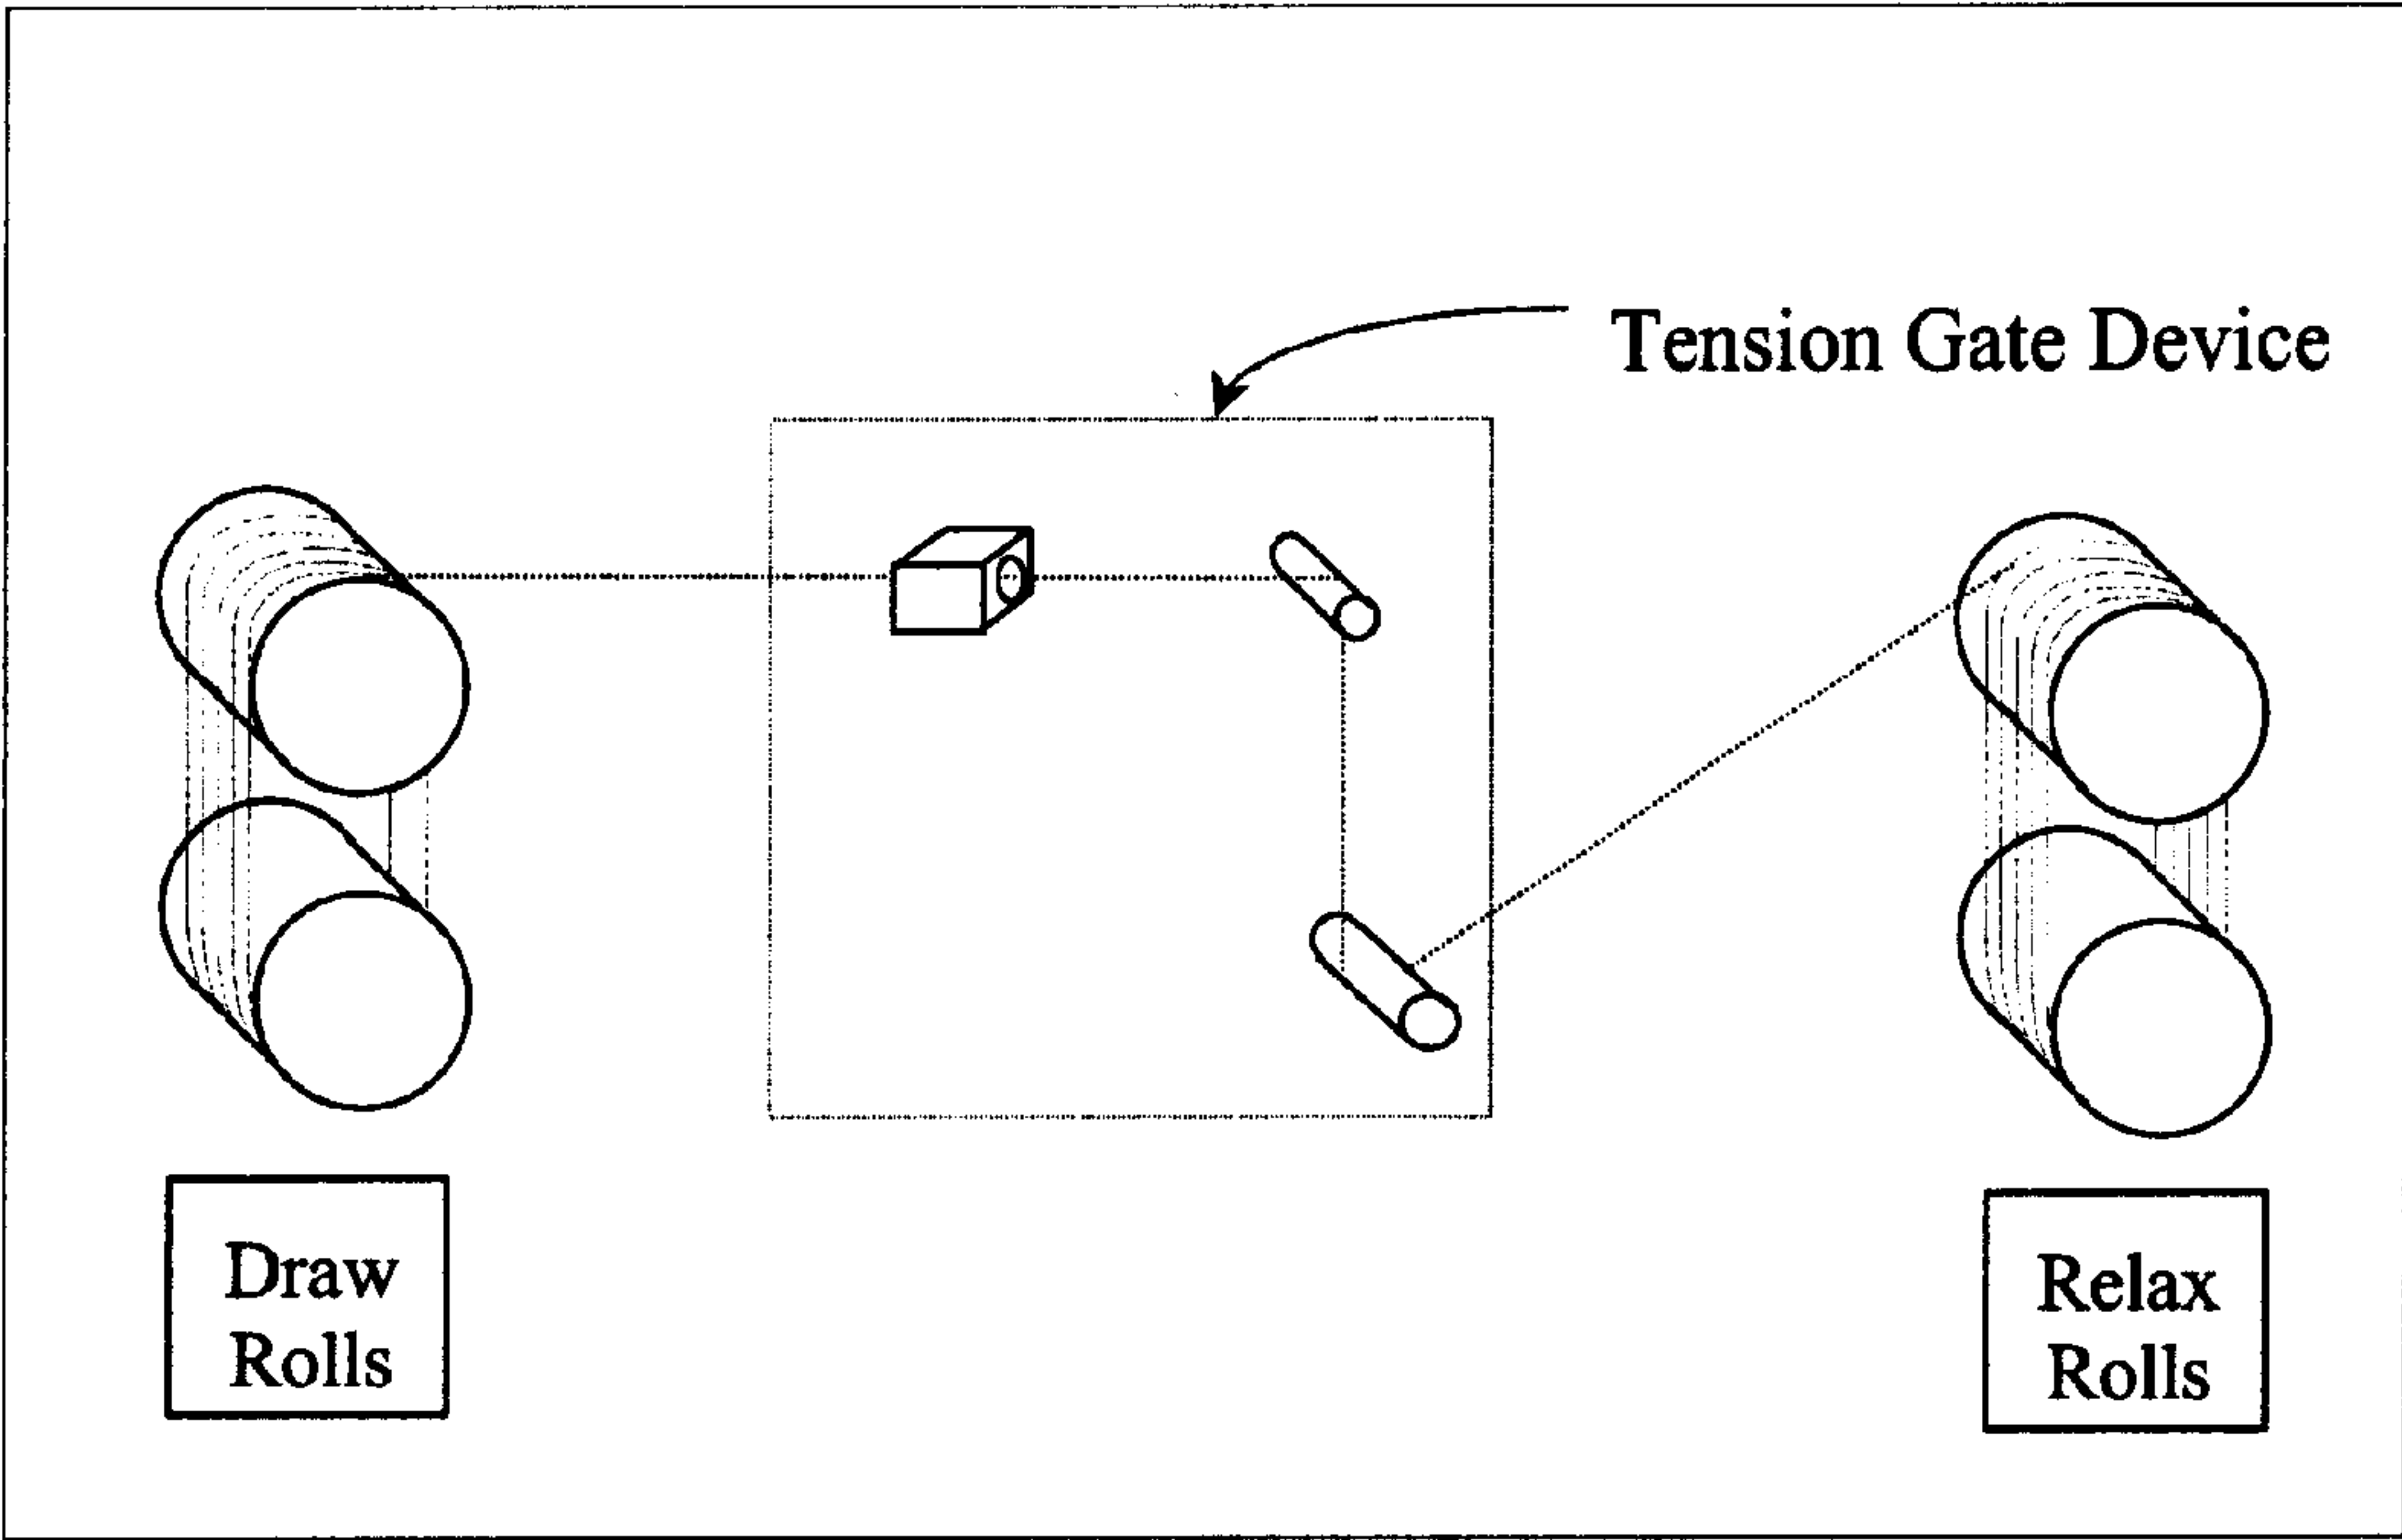 Tension Gate Device
Draw
Rolls
Relax
Rolls